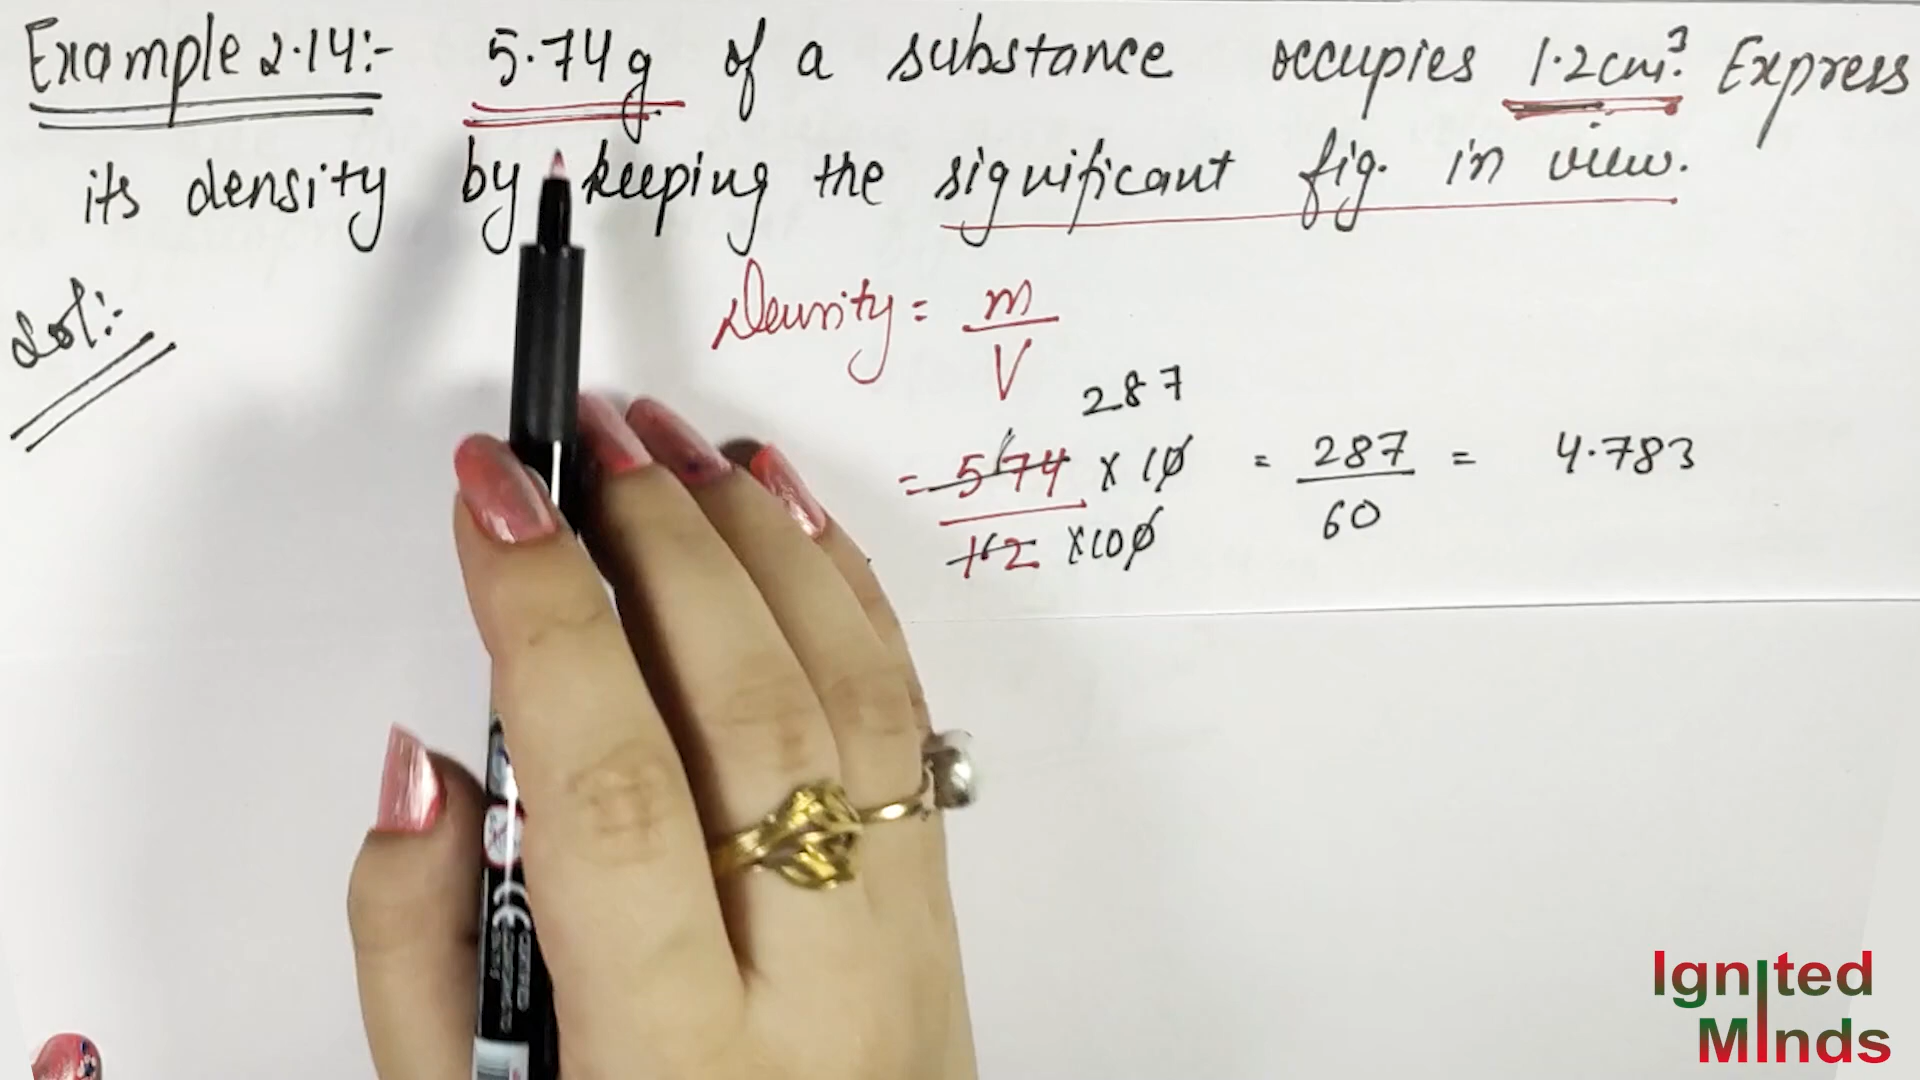 Example 2.14:- 5.74g of a substance occupies 1.2cm³. Express
its density by keeping the significant fig. in view.
Sol:-
Density = m/V
287
= 574 × 10 / 12 × 100 = 287/60 = 4.783
Ignited
Minds